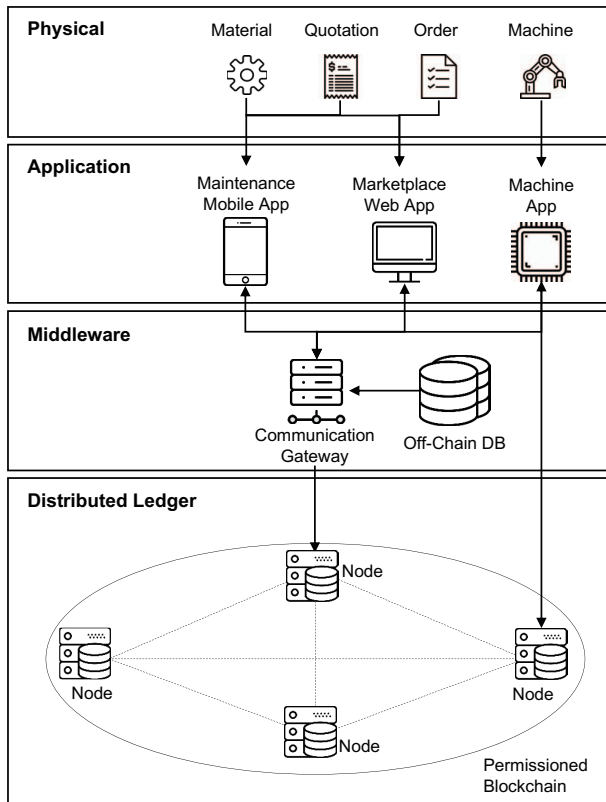 Physical
Material
Quotation
Order
Machine
$
Application
Maintenance
Mobile App
Marketplace
Web App
Machine
App
Middleware
Communication
Gateway
Off-Chain DB
Distributed Ledger
Node
Node
Node
Node
Permissioned
Blockchain